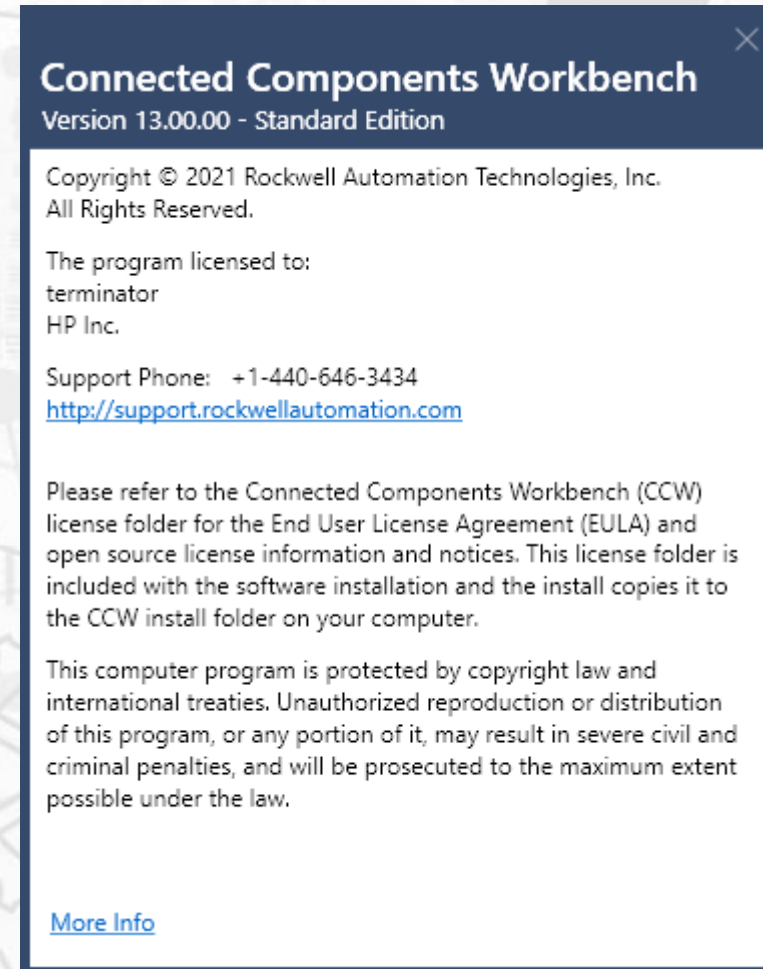 Connected Components Workbench
Version 13.00.00 - Standard Edition
Copyright © 2021 Rockwell Automation Technologies, Inc.
All Rights Reserved.
The program licensed to:
terminator
HP Inc.
Support Phone: +1-440-646-3434
http://support.rockwellautomation.com
Please refer to the Connected Components Workbench (CCW)
license folder for the End User License Agreement (EULA) and
open source license information and notices. This license folder is
included with the software installation and the install copies it to
the CCW install folder on your computer.
This computer program is protected by copyright law and
international treaties. Unauthorized reproduction or distribution
of this program, or any portion of it, may result in severe civil and
criminal penalties, and will be prosecuted to the maximum extent
possible under the law.
More Info